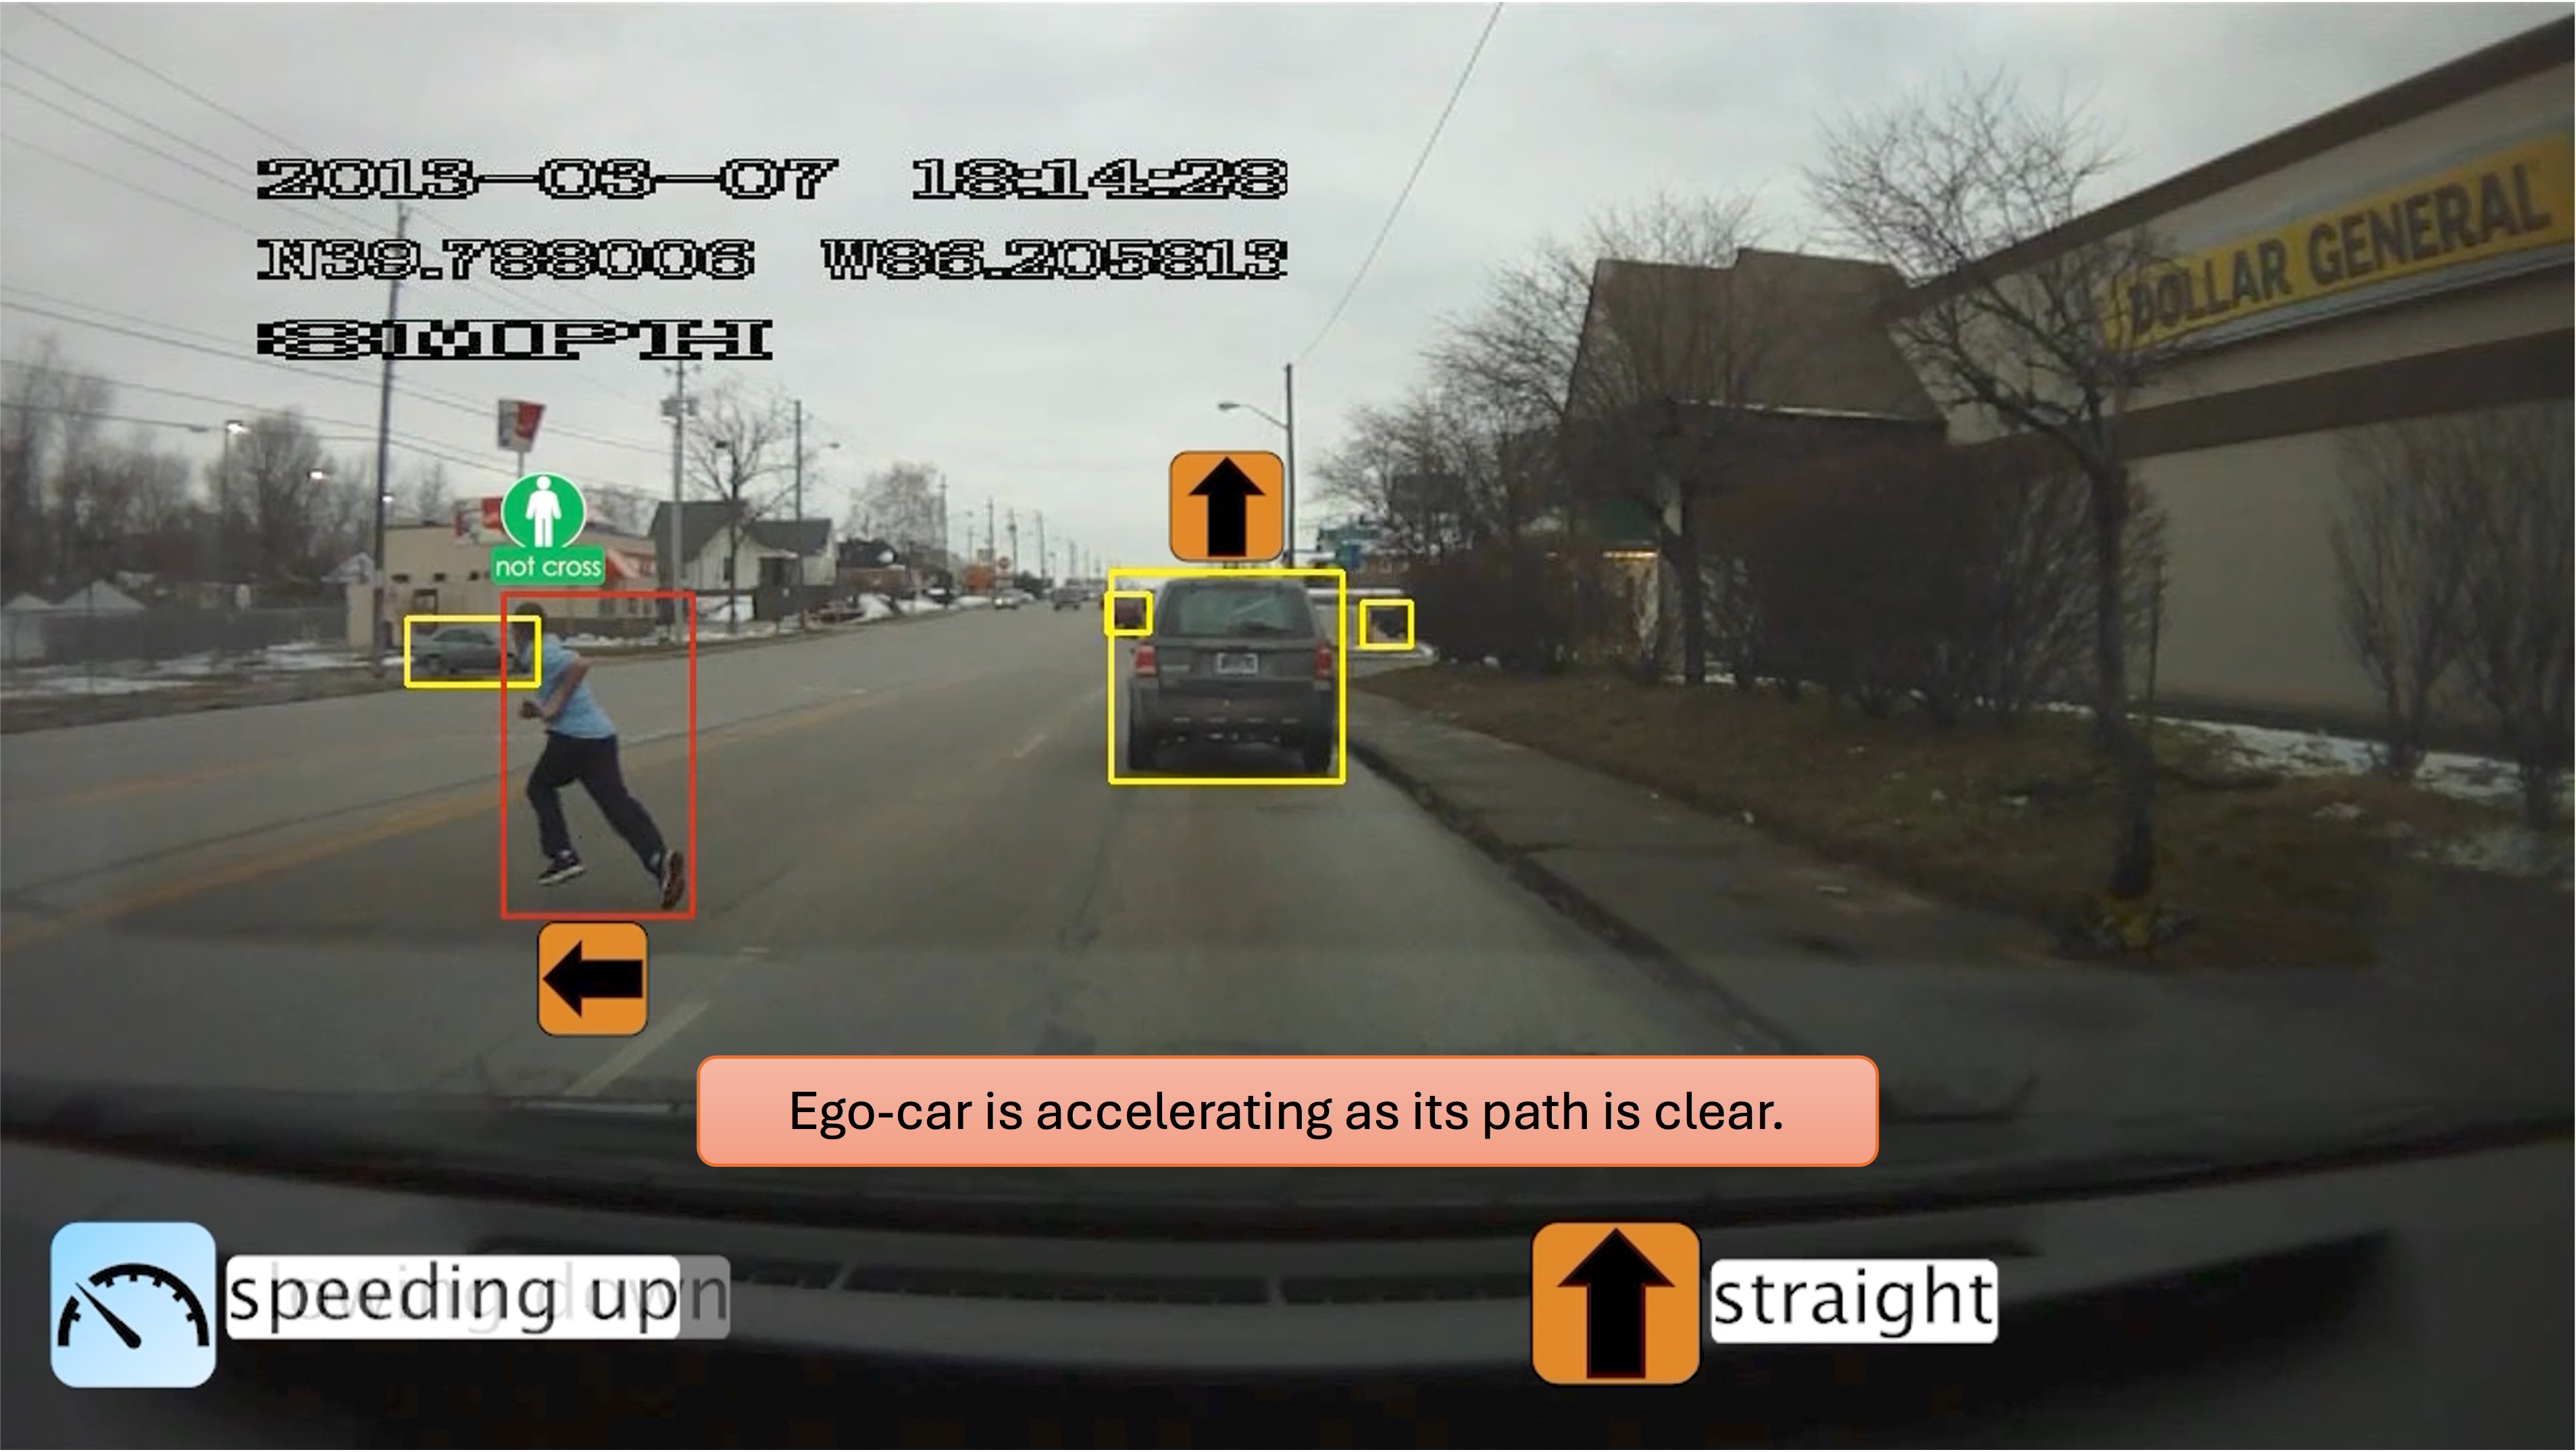 2013-03-07 18:14:28
N39.788006 W86.205813
8MPH
DOLLAR GENERAL
not cross
Ego-car is accelerating as its path is clear.
speeding up
straight